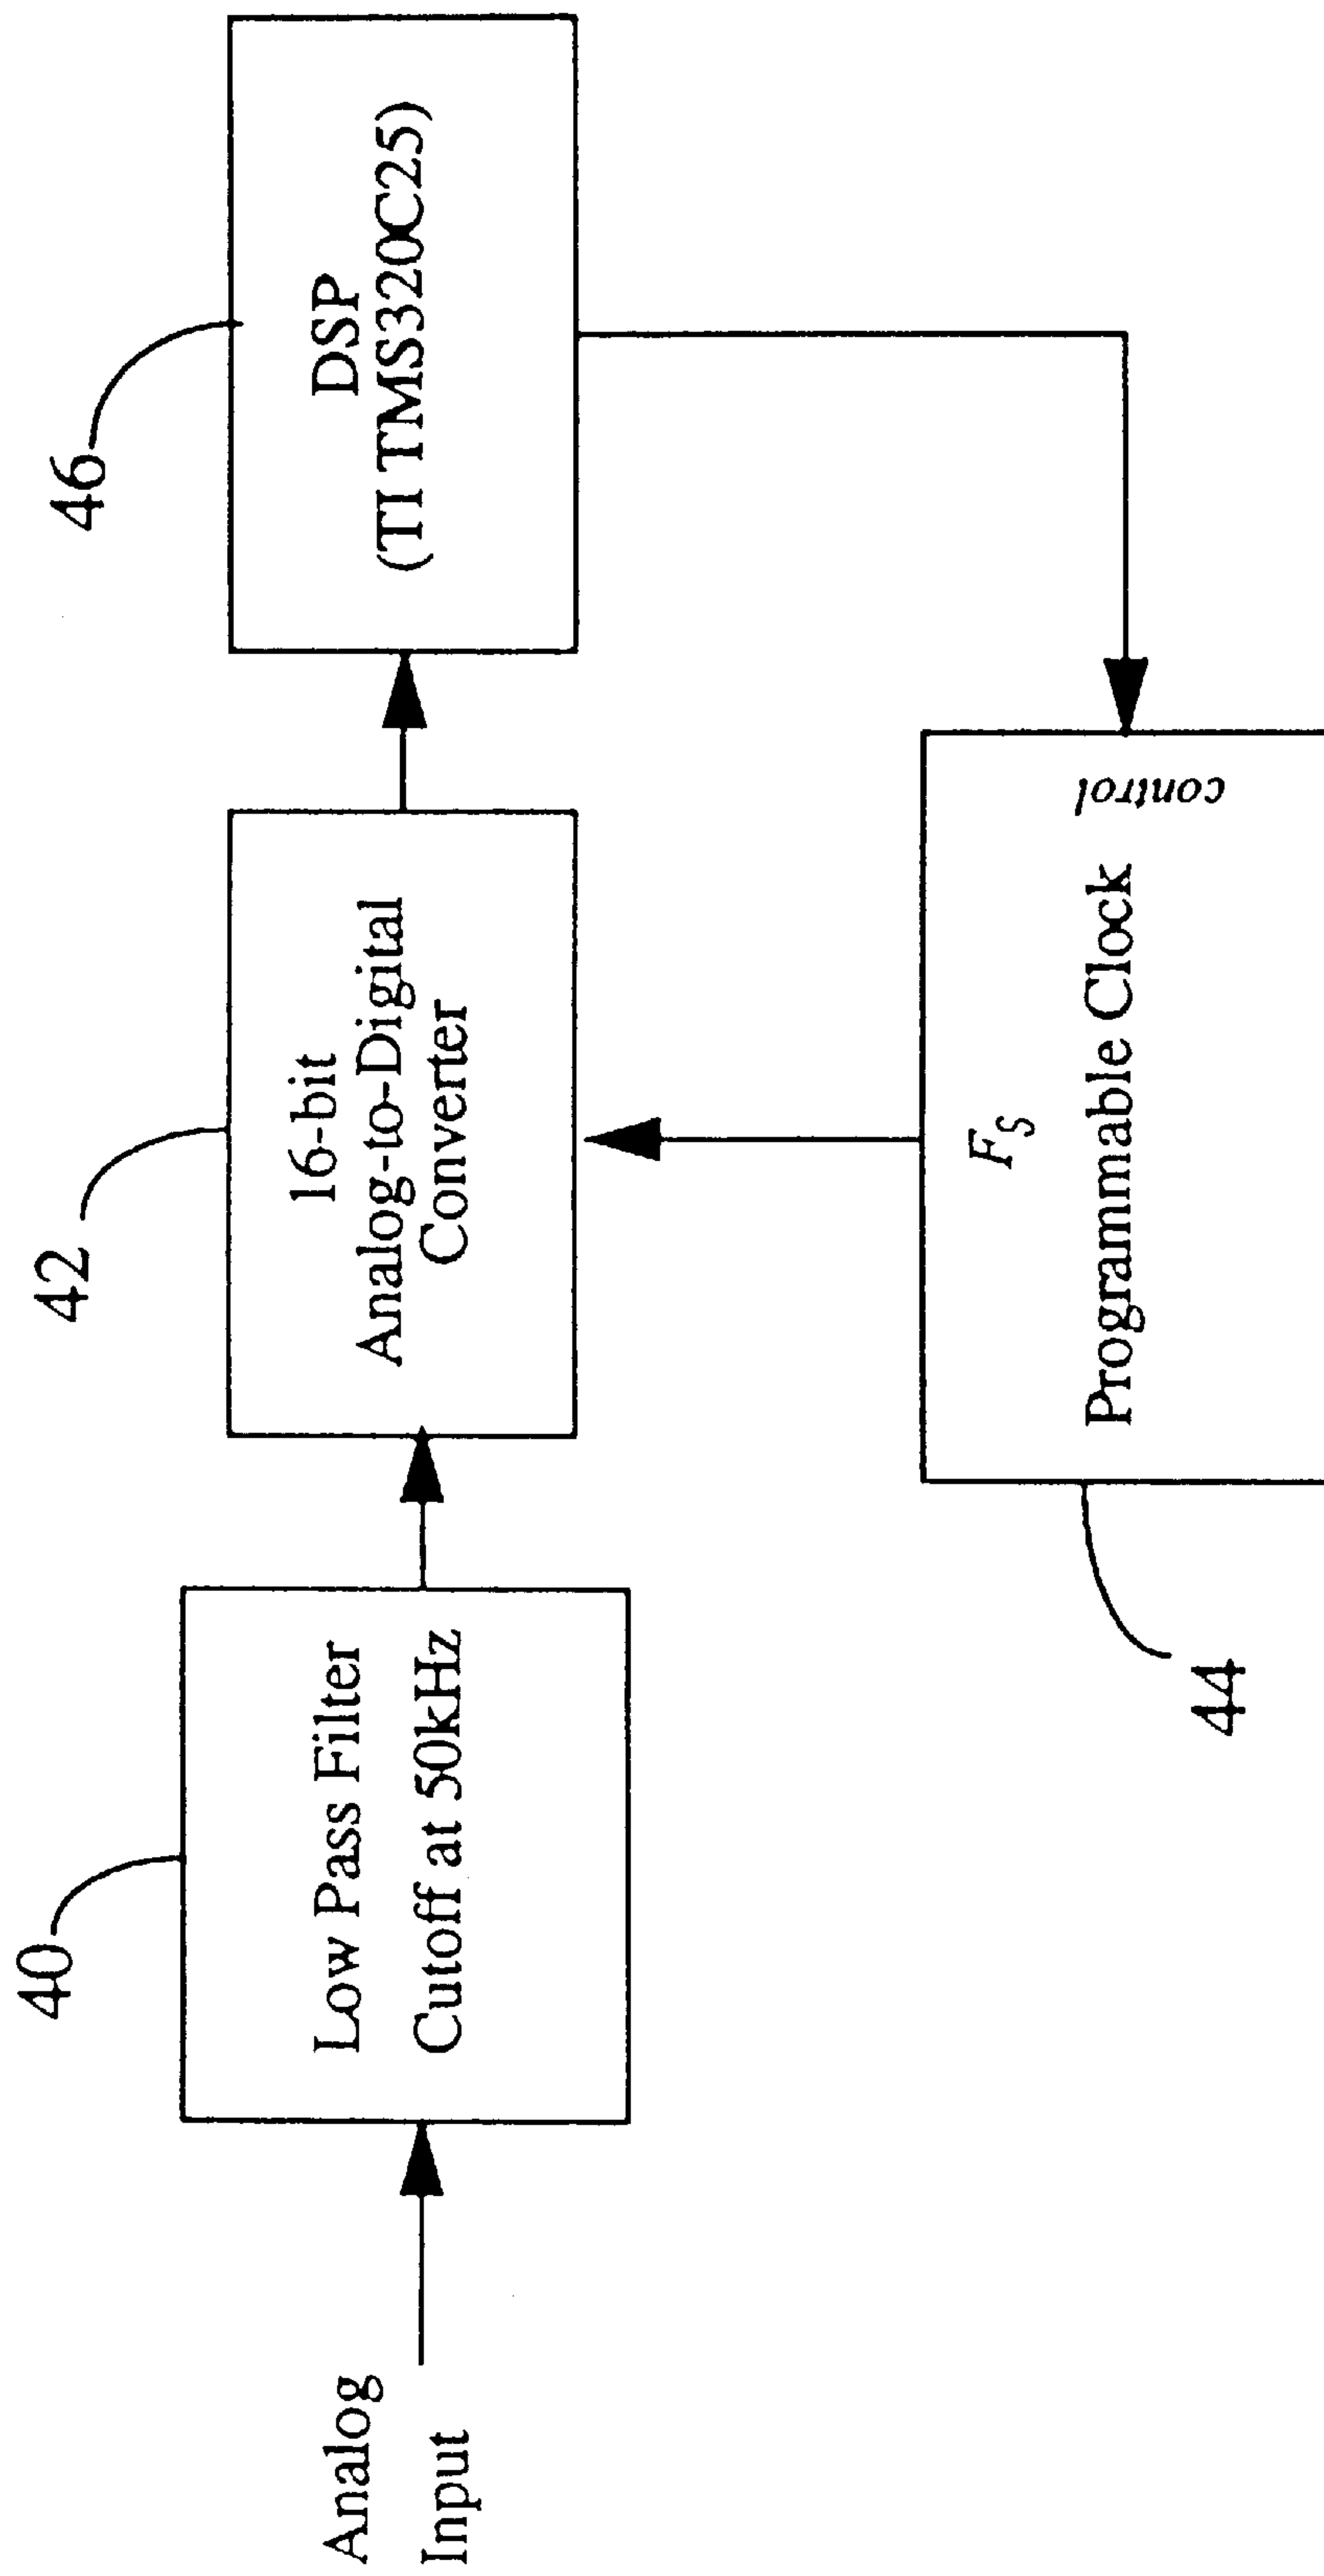 40
42
46
Analog
Input
Low Pass Filter
Cutoff at 50kHz
16-bit
Analog-to-Digital
Converter
DSP
(TI TMS320C25)
F_S
Programmable Clock
control
44